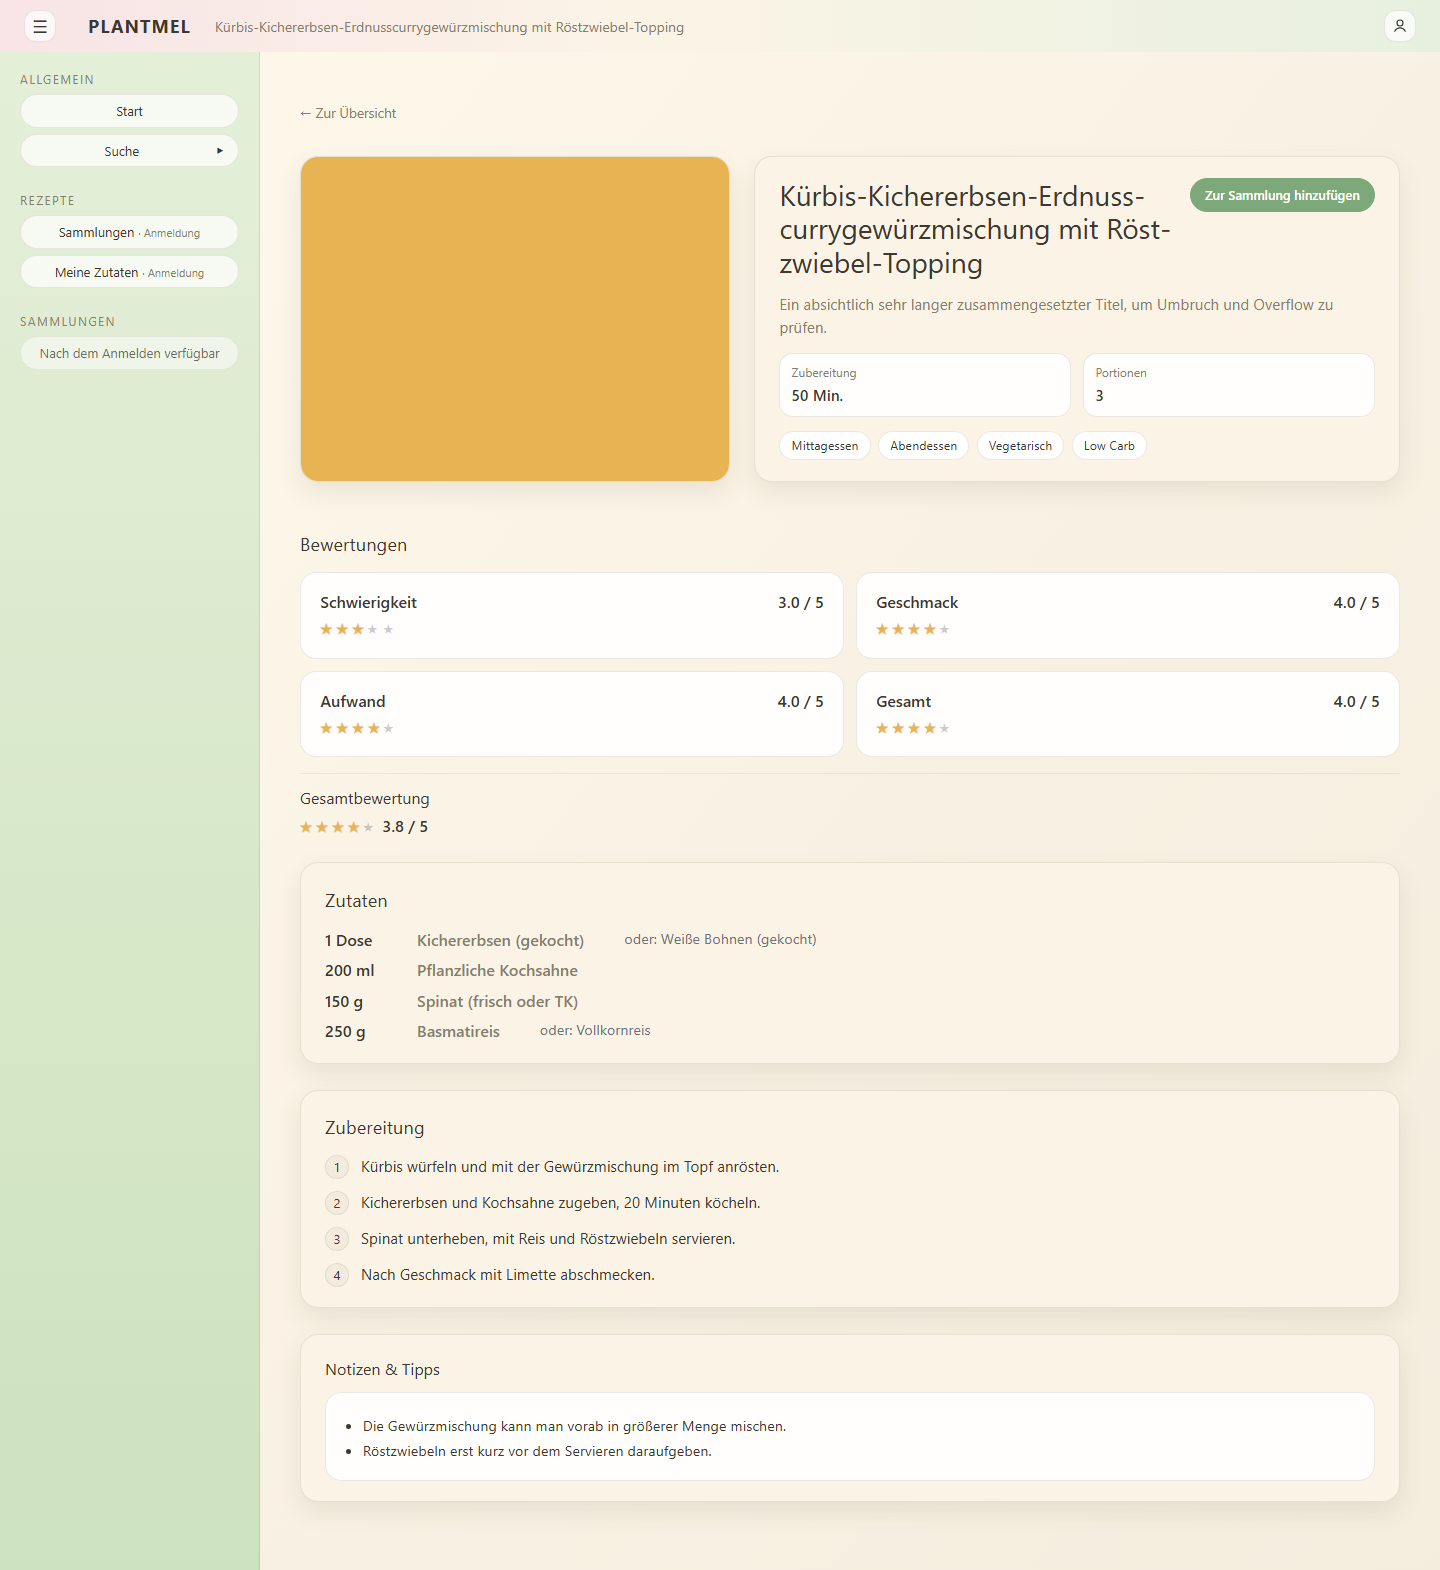 ☰ PLANTMEL Kürbis-Kichererbsen-Erdnusscurrygewürzmischung mit Röstzwiebel-Topping
ALLGEMEIN
Start
Suche ▸
REZEPTE
Sammlungen · Anmeldung
Meine Zutaten · Anmeldung
SAMMLUNGEN
Nach dem Anmelden verfügbar
← Zur Übersicht
Kürbis-Kichererbsen-Erdnuss-
currygewürzmischung mit Röst-
zwiebel-Topping
Zur Sammlung hinzufügen
Ein absichtlich sehr langer zusammengesetzter Titel, um Umbruch und Overflow zu
prüfen.
Zubereitung
50 Min.
Portionen
3
Mittagessen Abendessen Vegetarisch Low Carb
Bewertungen
Schwierigkeit 3.0 / 5
★★★★★
Geschmack 4.0 / 5
★★★★★
Aufwand 4.0 / 5
★★★★★
Gesamt 4.0 / 5
★★★★★
Gesamtbewertung
★★★★★ 3.8 / 5
Zutaten
1 Dose Kichererbsen (gekocht) oder: Weiße Bohnen (gekocht)
200 ml Pflanzliche Kochsahne
150 g Spinat (frisch oder TK)
250 g Basmatireis oder: Vollkornreis
Zubereitung
1 Kürbis würfeln und mit der Gewürzmischung im Topf anrösten.
2 Kichererbsen und Kochsahne zugeben, 20 Minuten köcheln.
3 Spinat unterheben, mit Reis und Röstzwiebeln servieren.
4 Nach Geschmack mit Limette abschmecken.
Notizen & Tipps
• Die Gewürzmischung kann man vorab in größerer Menge mischen.
• Röstzwiebeln erst kurz vor dem Servieren daraufgeben.